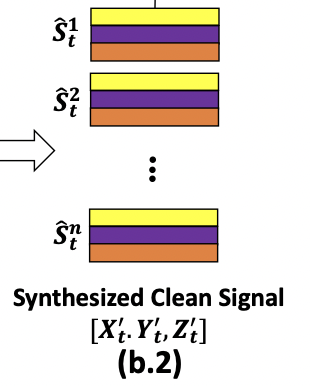 Ŝ¹ₜ
Ŝ²ₜ
⋮
Ŝⁿₜ
Synthesized Clean Signal
[X′ₜ. Y′ₜ, Z′ₜ]
(b.2)